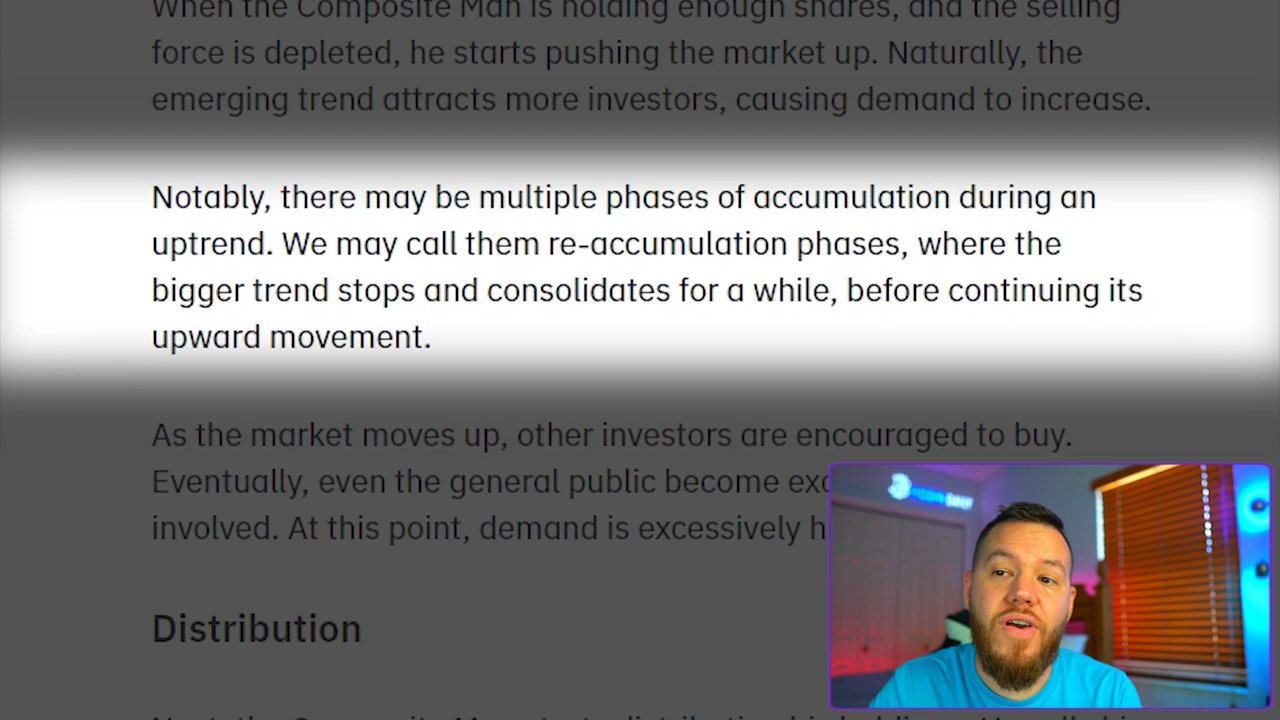 When the Composite Man is holding enough shares, and the selling
force is depleted, he starts pushing the market up. Naturally, the
emerging trend attracts more investors, causing demand to increase.
Notably, there may be multiple phases of accumulation during an
uptrend. We may call them re-accumulation phases, where the
bigger trend stops and consolidates for a while, before continuing its
upward movement.
As the market moves up, other investors are encouraged to buy.
Eventually, even the general public become
involved. At this point, demand is excessively
Distribution